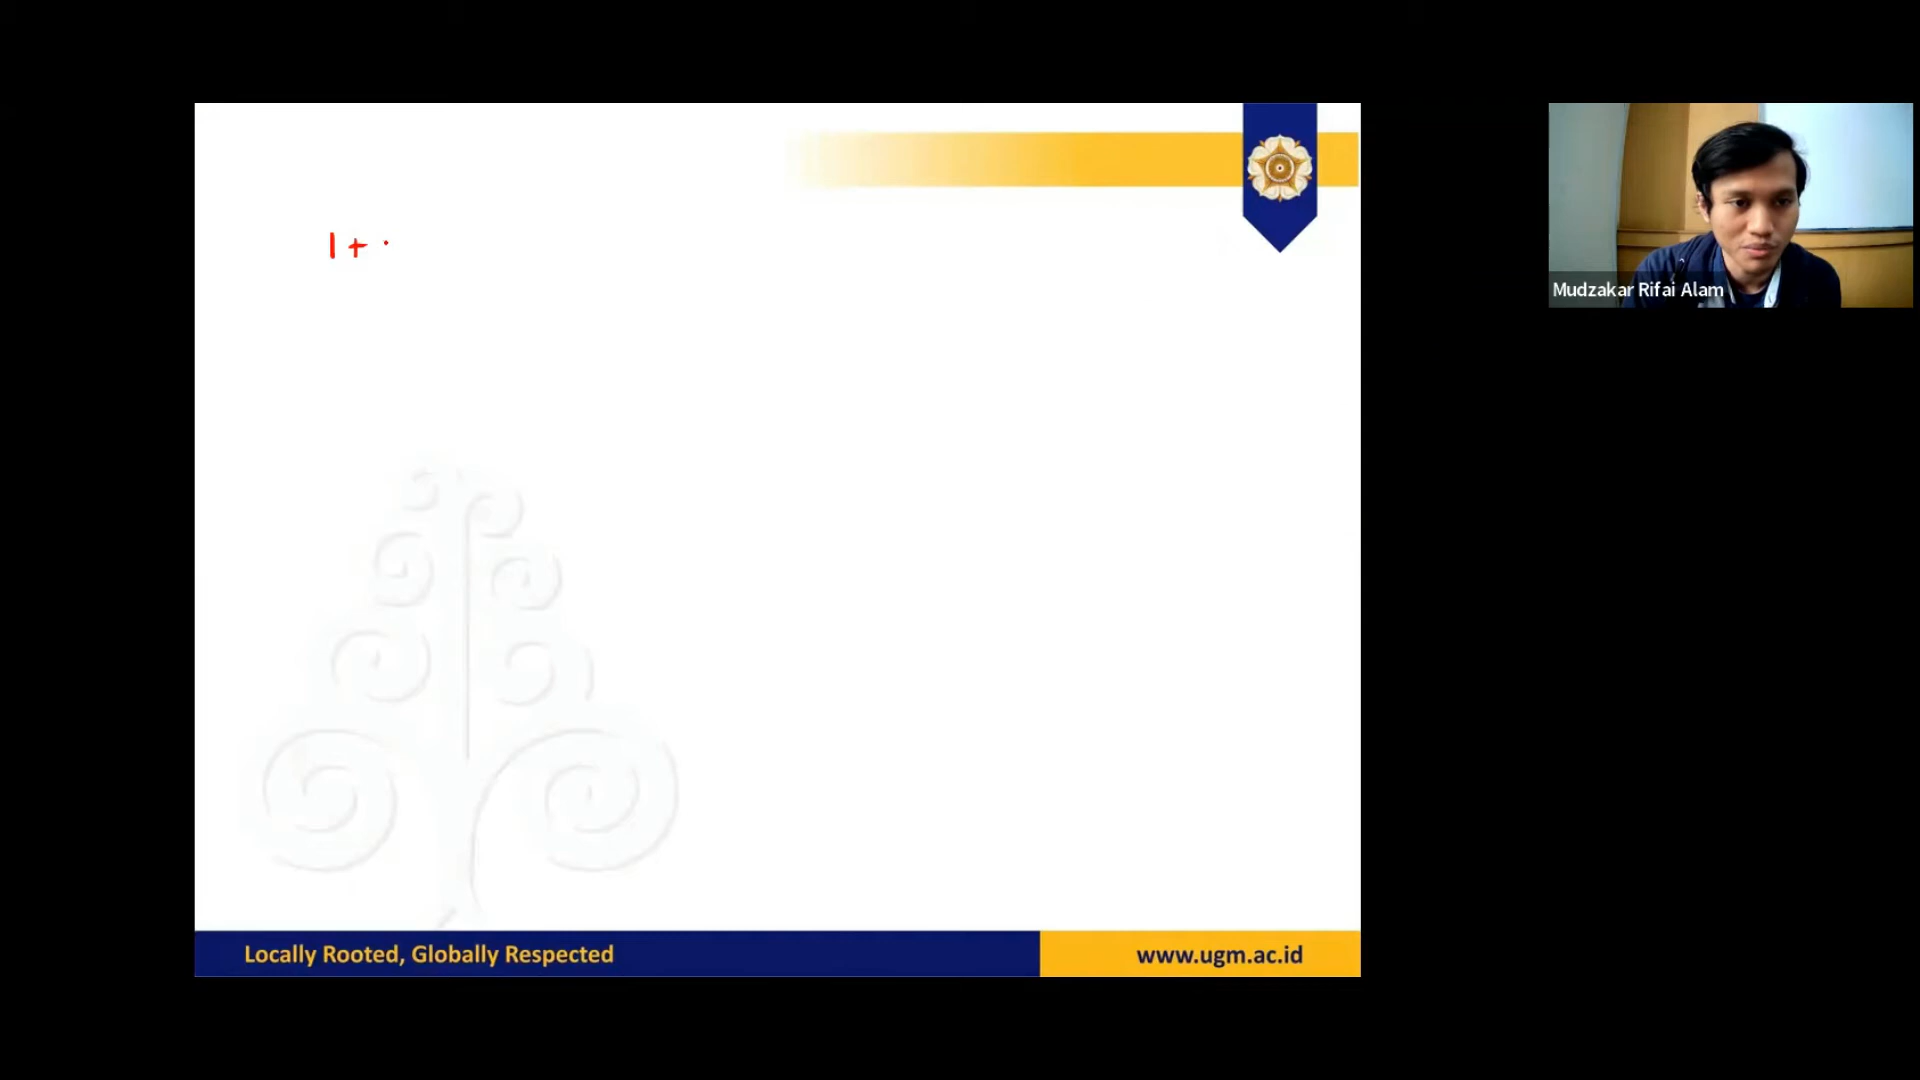 1 + .
Mudzakar Rifai Alam
Locally Rooted, Globally Respected
www.ugm.ac.id